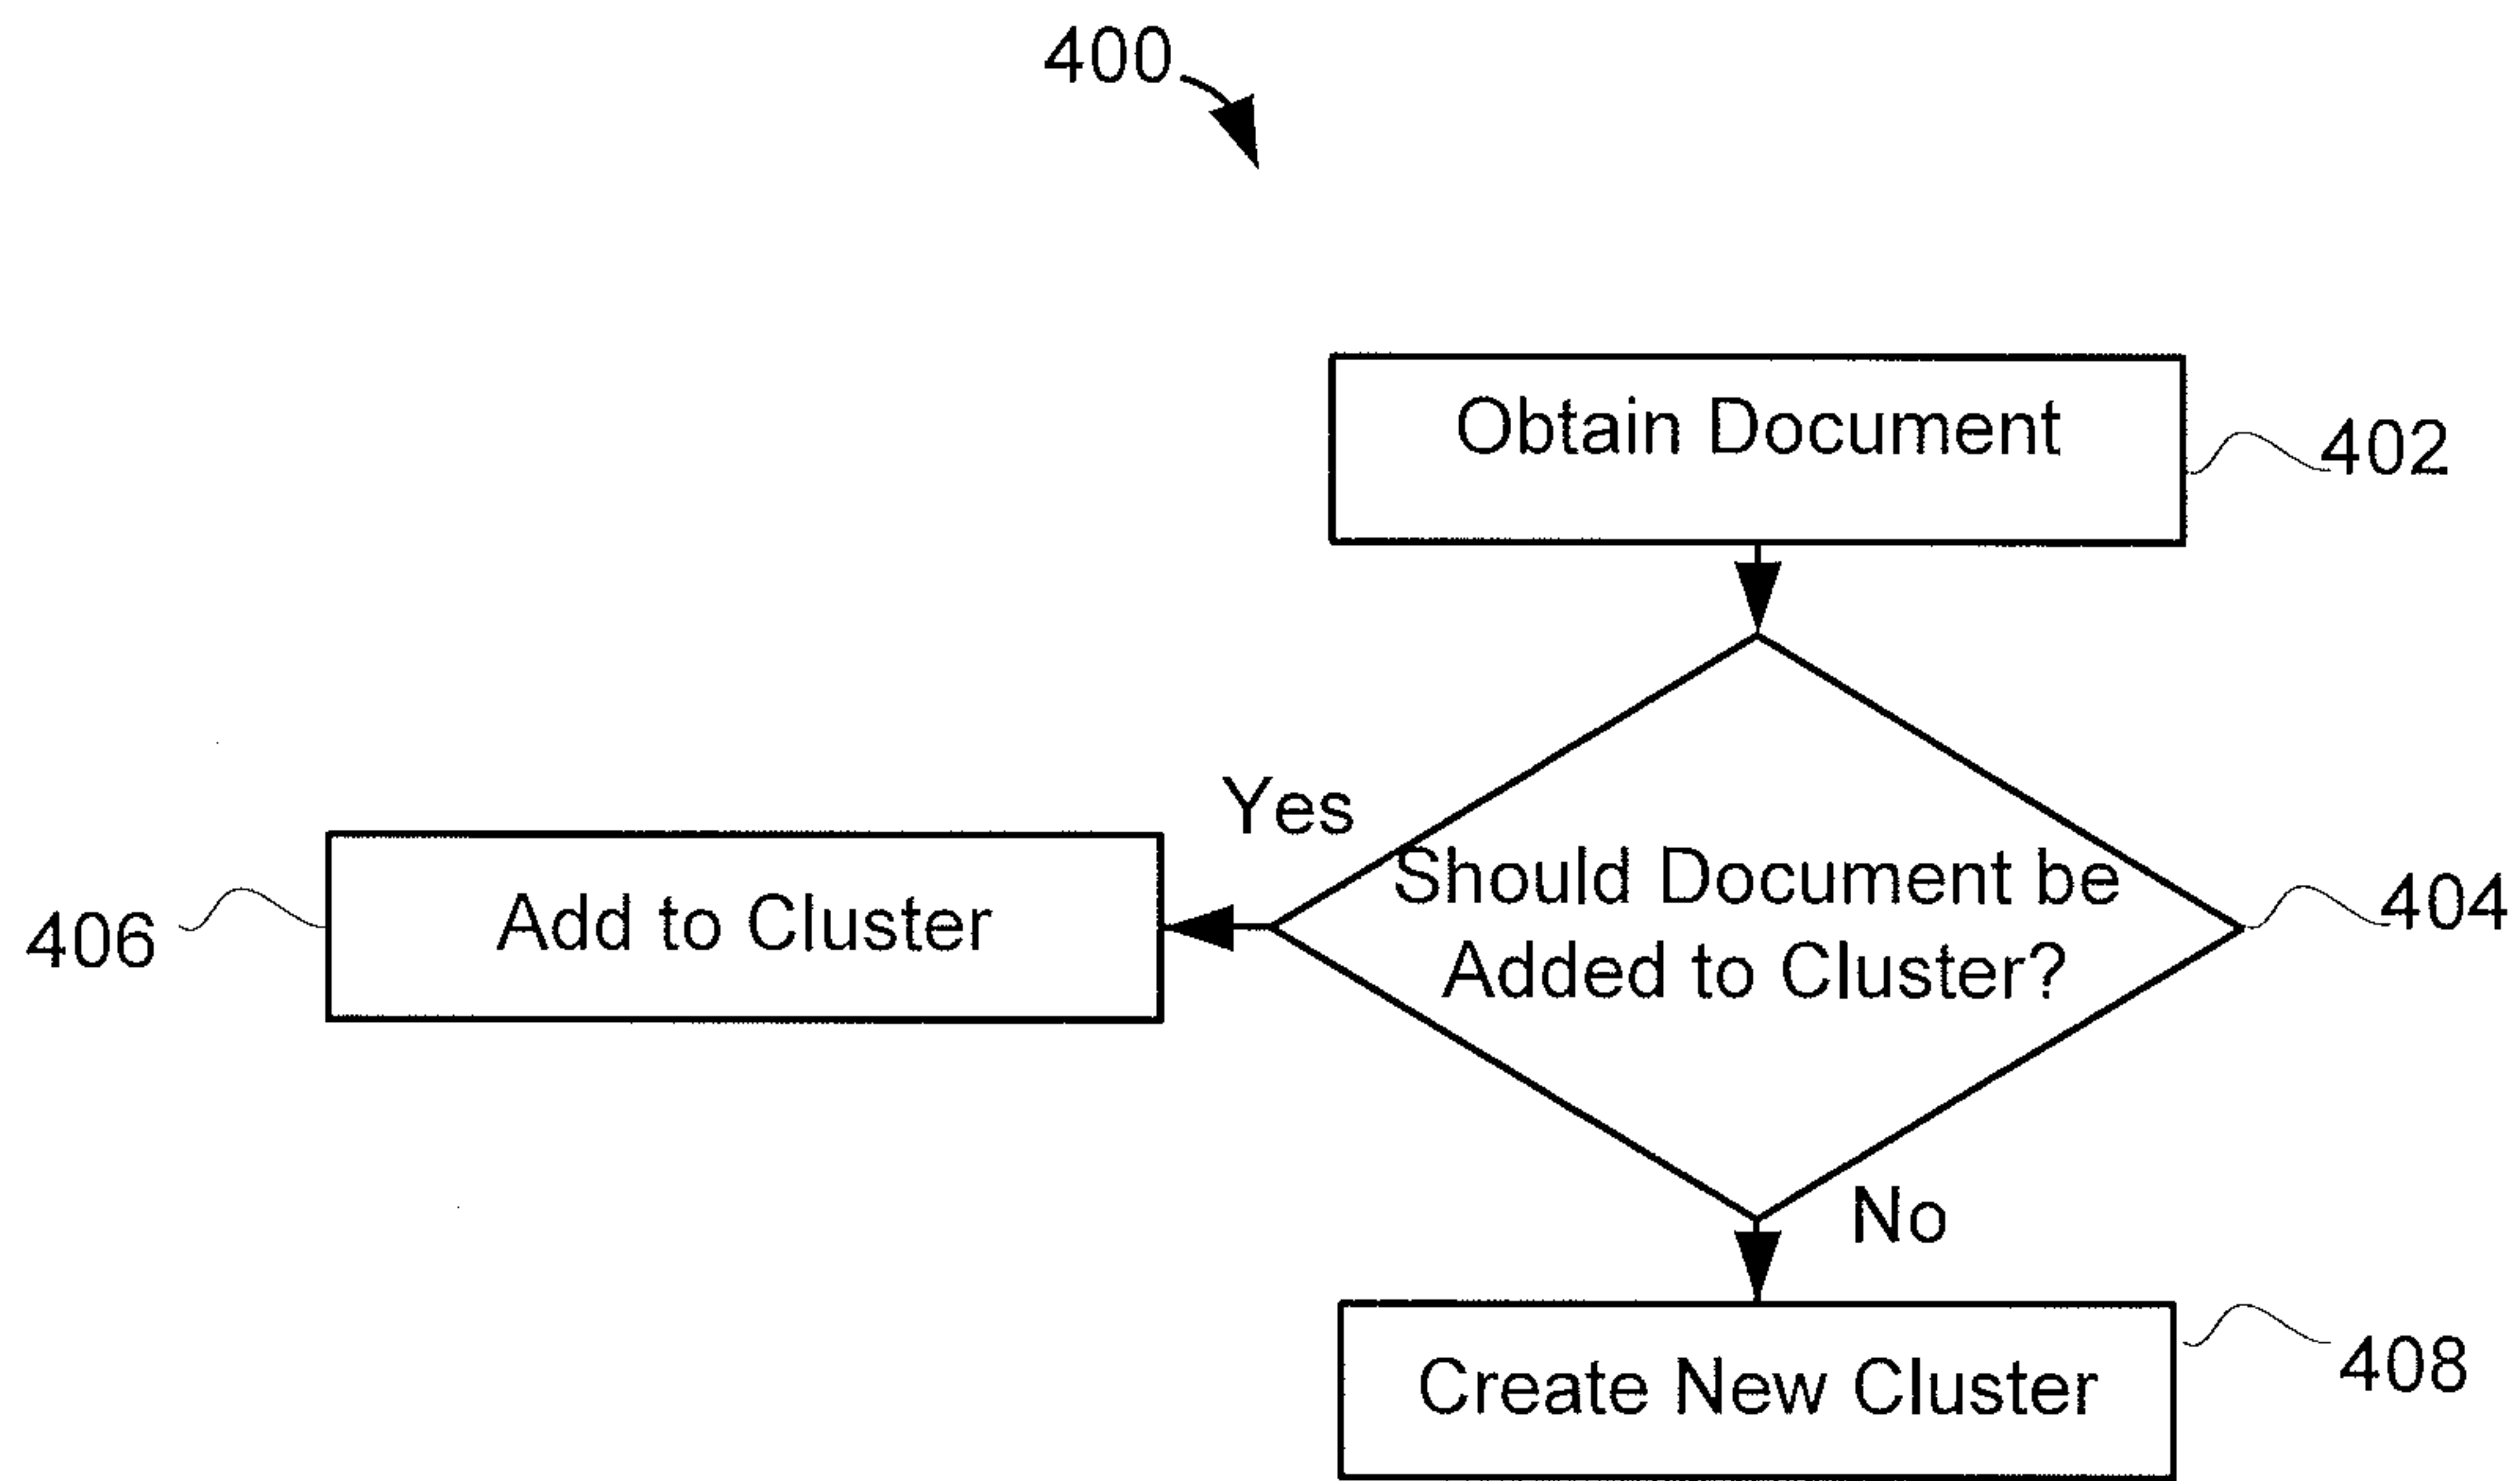 400
Obtain Document
402
Yes
Should Document be
Added to Cluster?
404
Add to Cluster
406
No
Create New Cluster
408